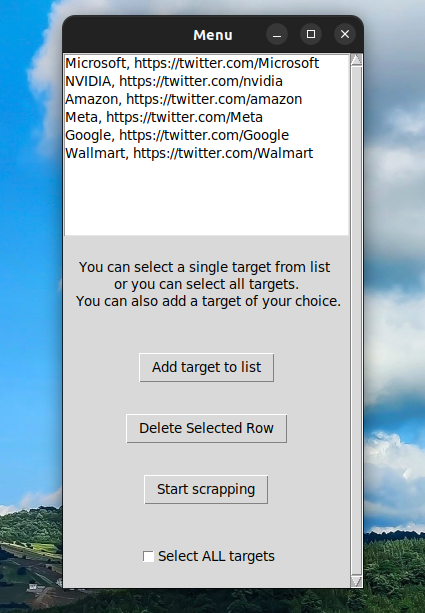 Menu
Microsoft, https://twitter.com/Microsoft
NVIDIA, https://twitter.com/nvidia
Amazon, https://twitter.com/amazon
Meta, https://twitter.com/Meta
Google, https://twitter.com/Google
Wallmart, https://twitter.com/Walmart
You can select a single target from list
or you can select all targets.
You can also add a target of your choice.
Add target to list
Delete Selected Row
Start scrapping
Select ALL targets